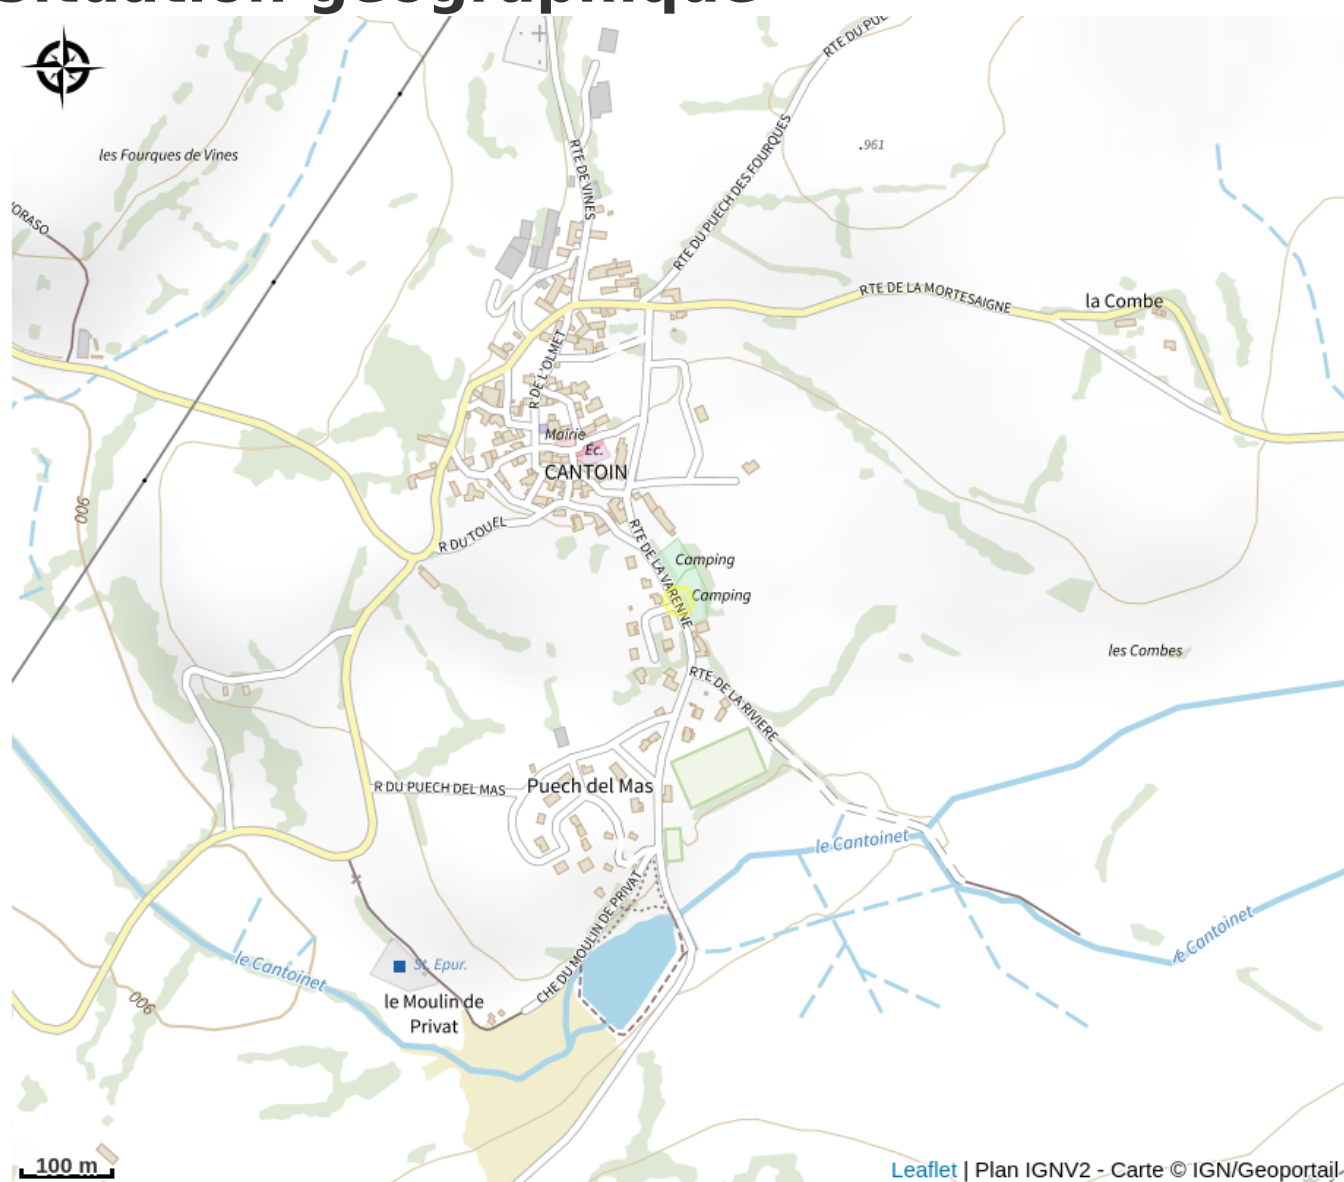 Situation géographique
RTE DU PUE
les Fourques de Vines
RTE DE VINES
RTE DU PUECH DES FOURQUES
.961
ORASO
RTE DE LA MORTESAIGNE
la Combe
R DE L'OLMET
Mairie
Éc.
CANTOIN
900
R DU TOUEL
RTE DE LA VARENNE
Camping
Camping
les Combes
RTE DE LA RIVIERE
R DU PUECH DEL MAS
Puech del Mas
le Cantoinet
CHE DU MOULIN DE PRIVAT
le Cantoinet
le Cantoinet
St. Epur.
le Moulin de
Privat
900
100 m
Leaflet | Plan IGNV2 - Carte © IGN/Geoportail